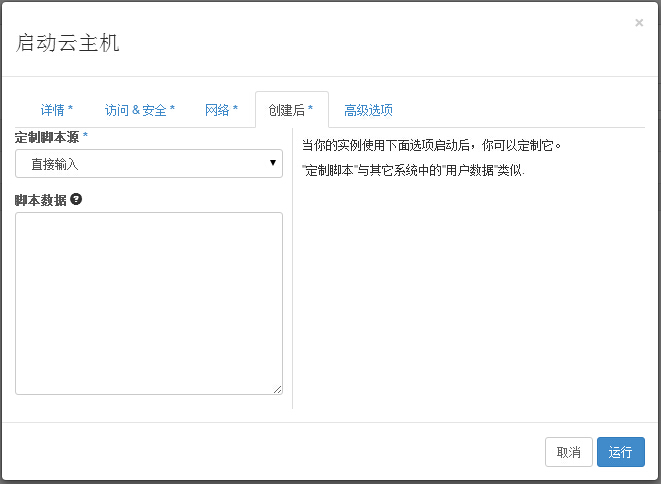 启动云主机
×
详情 *
访问 & 安全 *
网络 *
创建后 *
高级选项
定制脚本源 *
直接输入
脚本数据 ?
当你的实例使用下面选项启动后，你可以定制它。
"定制脚本"与其它系统中的"用户数据"类似.
取消
运行